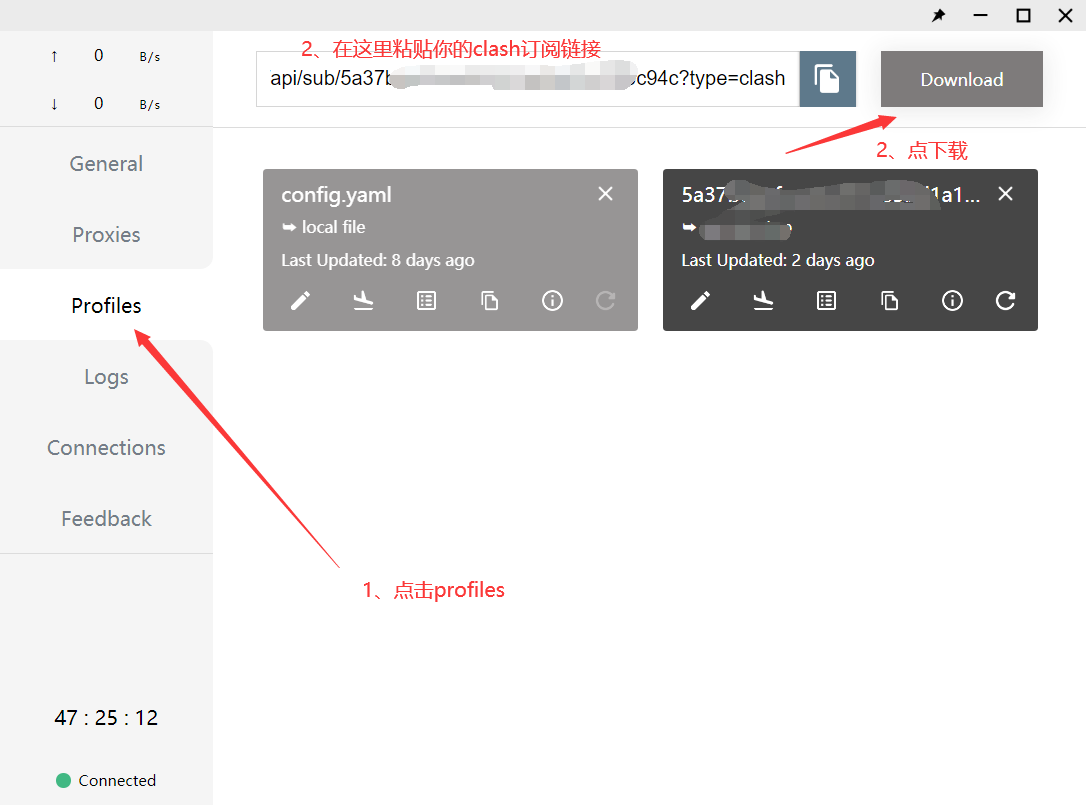 ↑ 0 B/s
↓ 0 B/s
General
Proxies
Profiles
Logs
Connections
Feedback
47 : 25 : 12
Connected
2、在这里粘贴你的clash订阅链接
api/sub/5a37b c94c?type=clash
Download
2、点下载
config.yaml
local file
Last Updated: 8 days ago
5a37 1a1...
Last Updated: 2 days ago
1、点击profiles